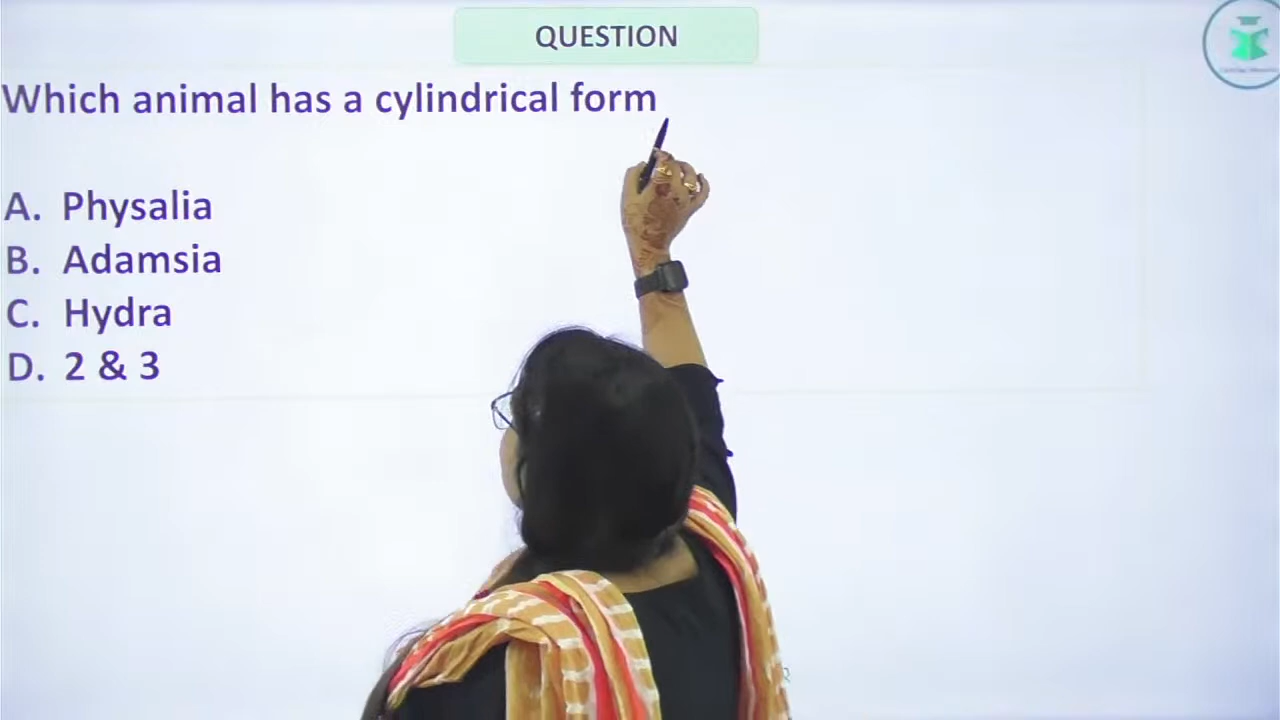 QUESTION
Which animal has a cylindrical form
A. Physalia
B. Adamsia
C. Hydra
D. 2 & 3